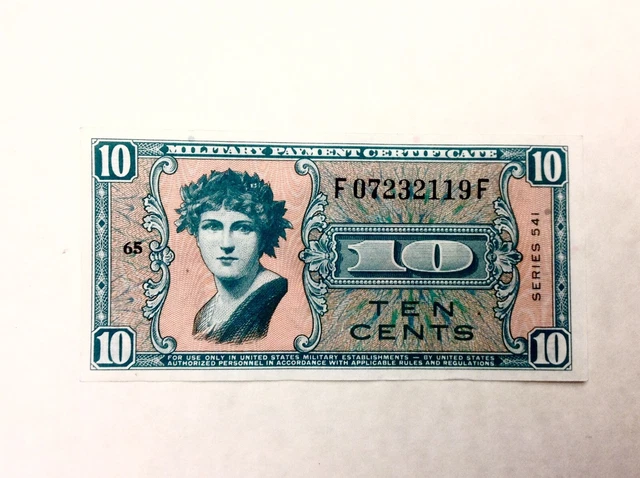 10 MILITARY PAYMENT CERTIFICATE 10
F07232119F
65
10
SERIES 541
TEN
CENTS
10 FOR USE ONLY IN UNITED STATES MILITARY ESTABLISHMENTS — BY UNITED STATES 10
AUTHORIZED PERSONNEL IN ACCORDANCE WITH APPLICABLE RULES AND REGULATIONS